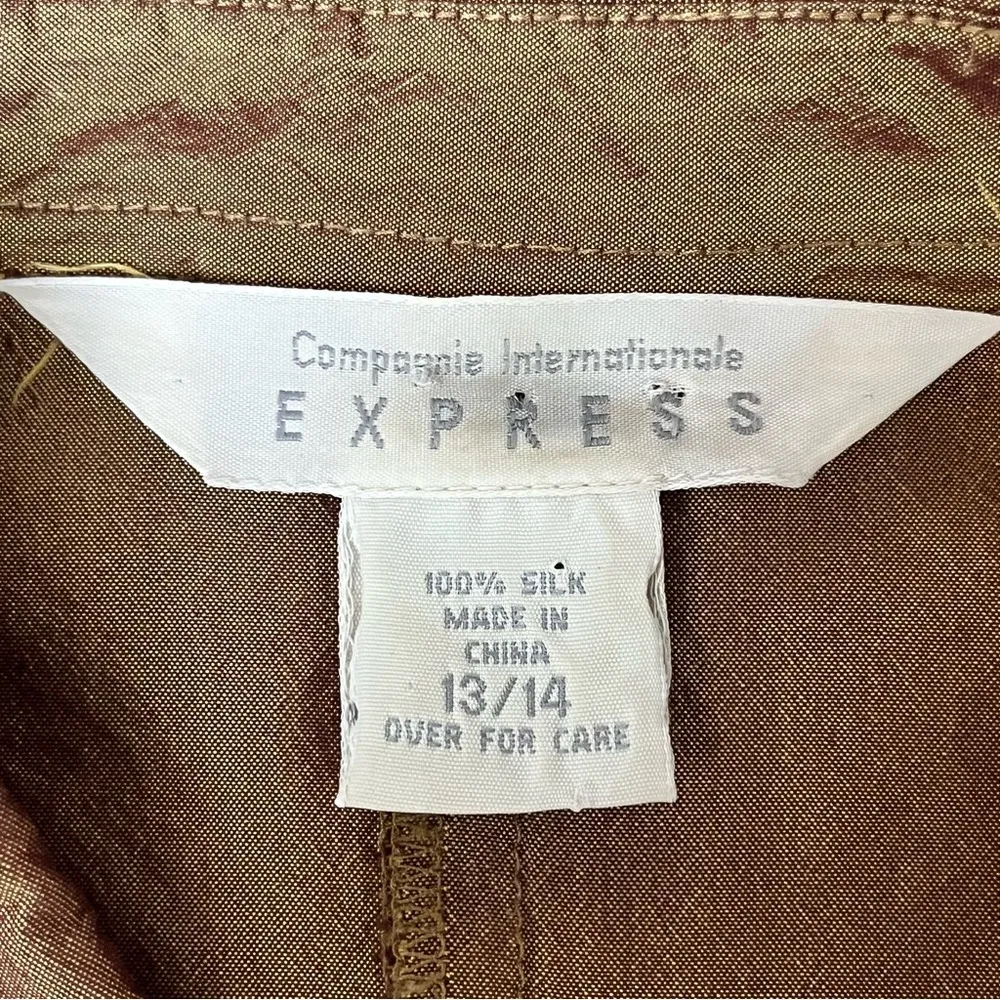 Compagnie Internationale
EXPRESS
100% SILK
MADE IN
CHINA
13/14
OVER FOR CARE